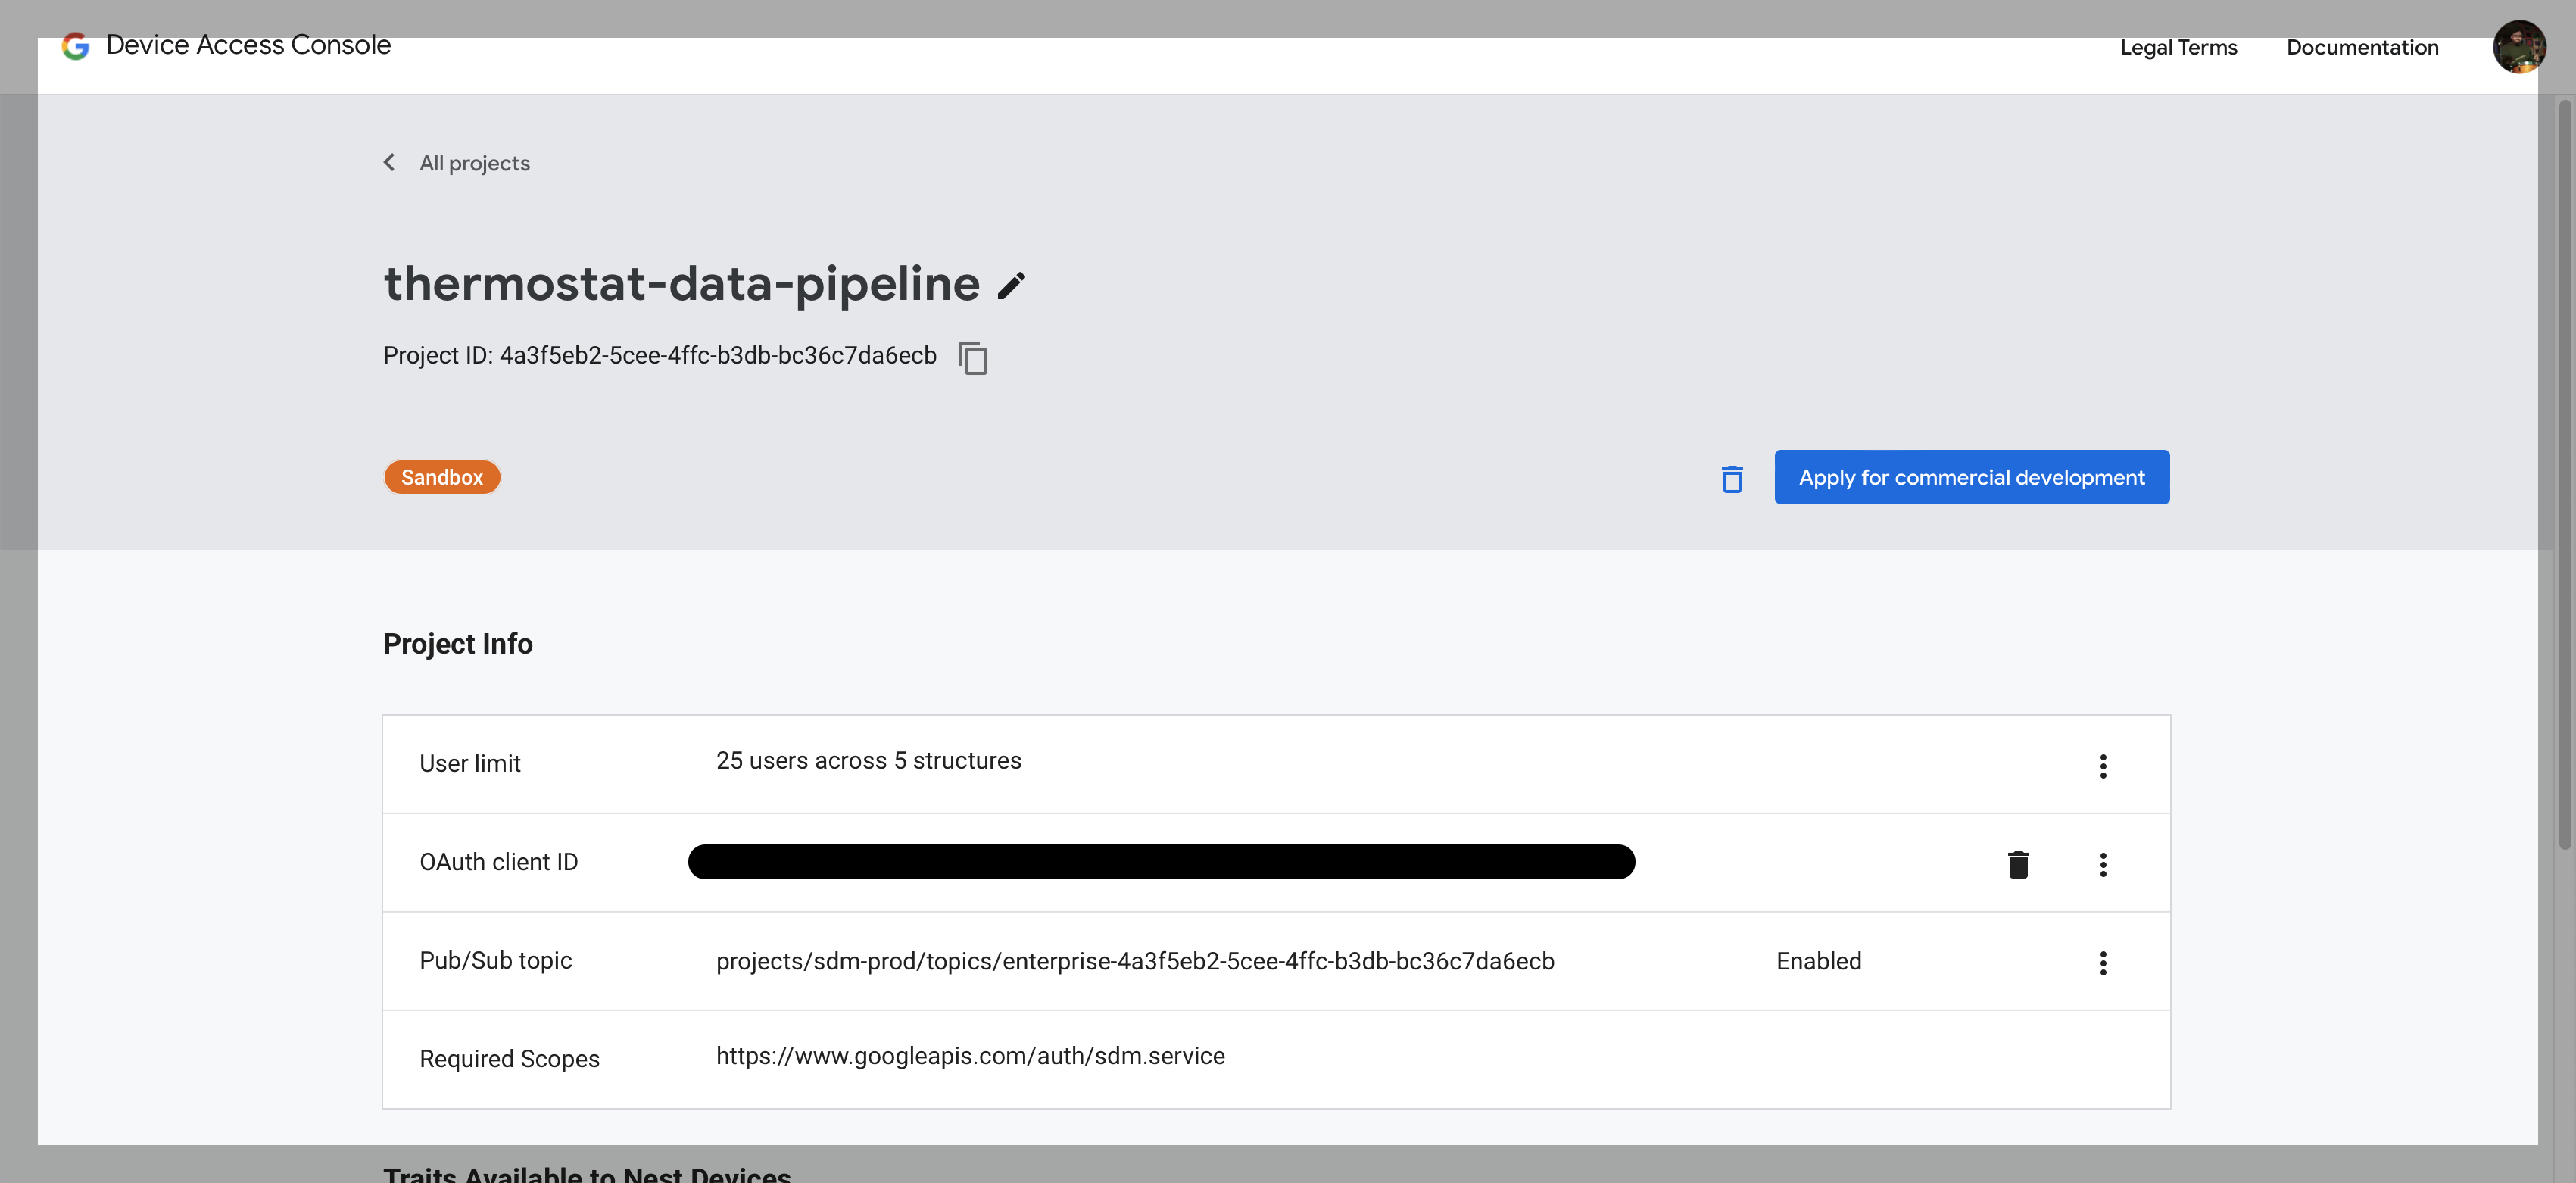 Device Access Console
Legal Terms
Documentation
All projects
thermostat-data-pipeline
Project ID: 4a3f5eb2-5cee-4ffc-b3db-bc36c7da6ecb
Sandbox
Apply for commercial development
Project Info
User limit
25 users across 5 structures
OAuth client ID
Pub/Sub topic
projects/sdm-prod/topics/enterprise-4a3f5eb2-5cee-4ffc-b3db-bc36c7da6ecb
Enabled
Required Scopes
https://www.googleapis.com/auth/sdm.service
Traits Available to Nest Devices